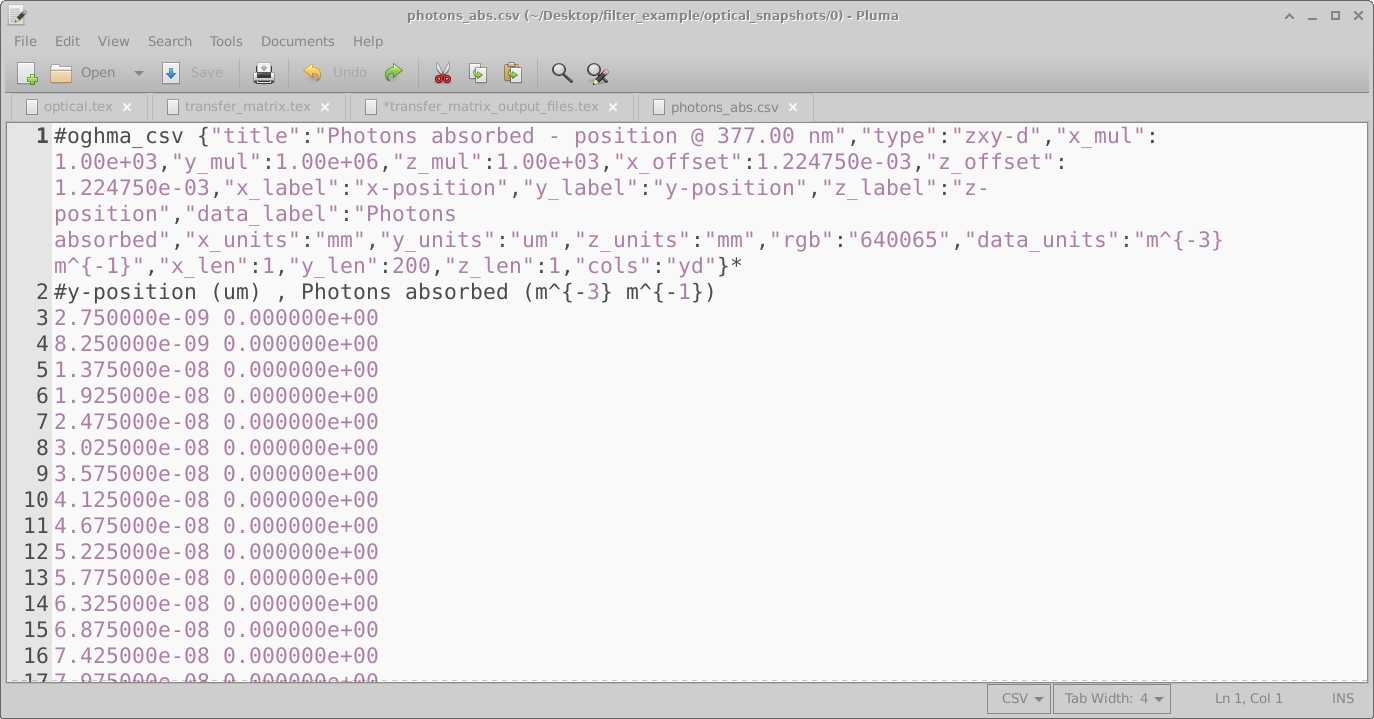 photons_abs.csv (~/Desktop/filter_example/optical_snapshots/0) - Pluma
File Edit View Search Tools Documents Help
Open Save Undo
optical.tex transfer_matrix.tex *transfer_matrix_output_files.tex photons_abs.csv
1 #oghma_csv {"title":"Photons absorbed - position @ 377.00 nm","type":"zxy-d","x_mul":
1.00e+03,"y_mul":1.00e+06,"z_mul":1.00e+03,"x_offset":1.224750e-03,"z_offset":
1.224750e-03,"x_label":"x-position","y_label":"y-position","z_label":"z-
position","data_label":"Photons
absorbed","x_units":"mm","y_units":"um","z_units":"mm","rgb":"640065","data_units":"m^{-3}
m^{-1}","x_len":1,"y_len":200,"z_len":1,"cols":"yd"}*
2 #y-position (um) , Photons absorbed (m^{-3} m^{-1})
3 2.750000e-09 0.000000e+00
4 8.250000e-09 0.000000e+00
5 1.375000e-08 0.000000e+00
6 1.925000e-08 0.000000e+00
7 2.475000e-08 0.000000e+00
8 3.025000e-08 0.000000e+00
9 3.575000e-08 0.000000e+00
10 4.125000e-08 0.000000e+00
11 4.675000e-08 0.000000e+00
12 5.225000e-08 0.000000e+00
13 5.775000e-08 0.000000e+00
14 6.325000e-08 0.000000e+00
15 6.875000e-08 0.000000e+00
16 7.425000e-08 0.000000e+00
17 7.975000e-08 0.000000e+00
CSV Tab Width: 4 Ln 1, Col 1 INS